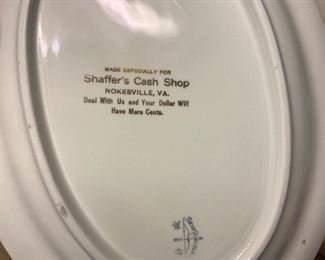 MADE ESPECIALLY FOR
Shaffer's Cash Shop
NOKESVILLE, VA.
Deal With Us and Your Dollar Will
Have More Cents.